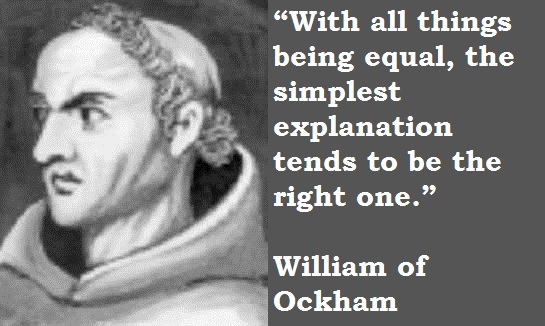 “With all things
being equal, the
simplest
explanation
tends to be the
right one.”
William of
Ockham